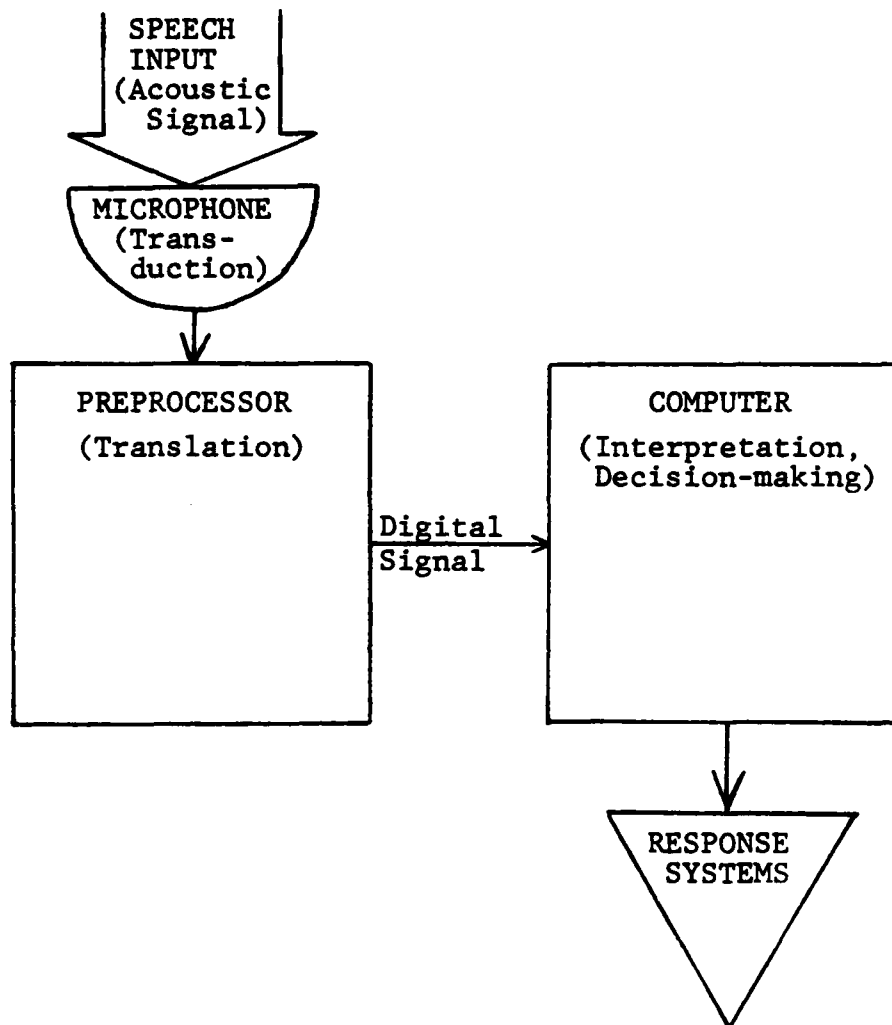 SPEECH
INPUT
(Acoustic
Signal)
MICROPHONE
(Trans-
duction)
PREPROCESSOR
(Translation)
Digital
Signal
COMPUTER
(Interpretation,
Decision-making)
RESPONSE
SYSTEMS